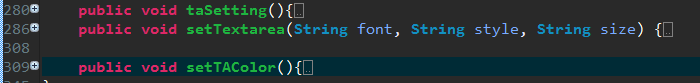 280 public void taSetting(){
286 public void setTextarea(String font, String style, String size) {
308
309 public void setTAColor(){